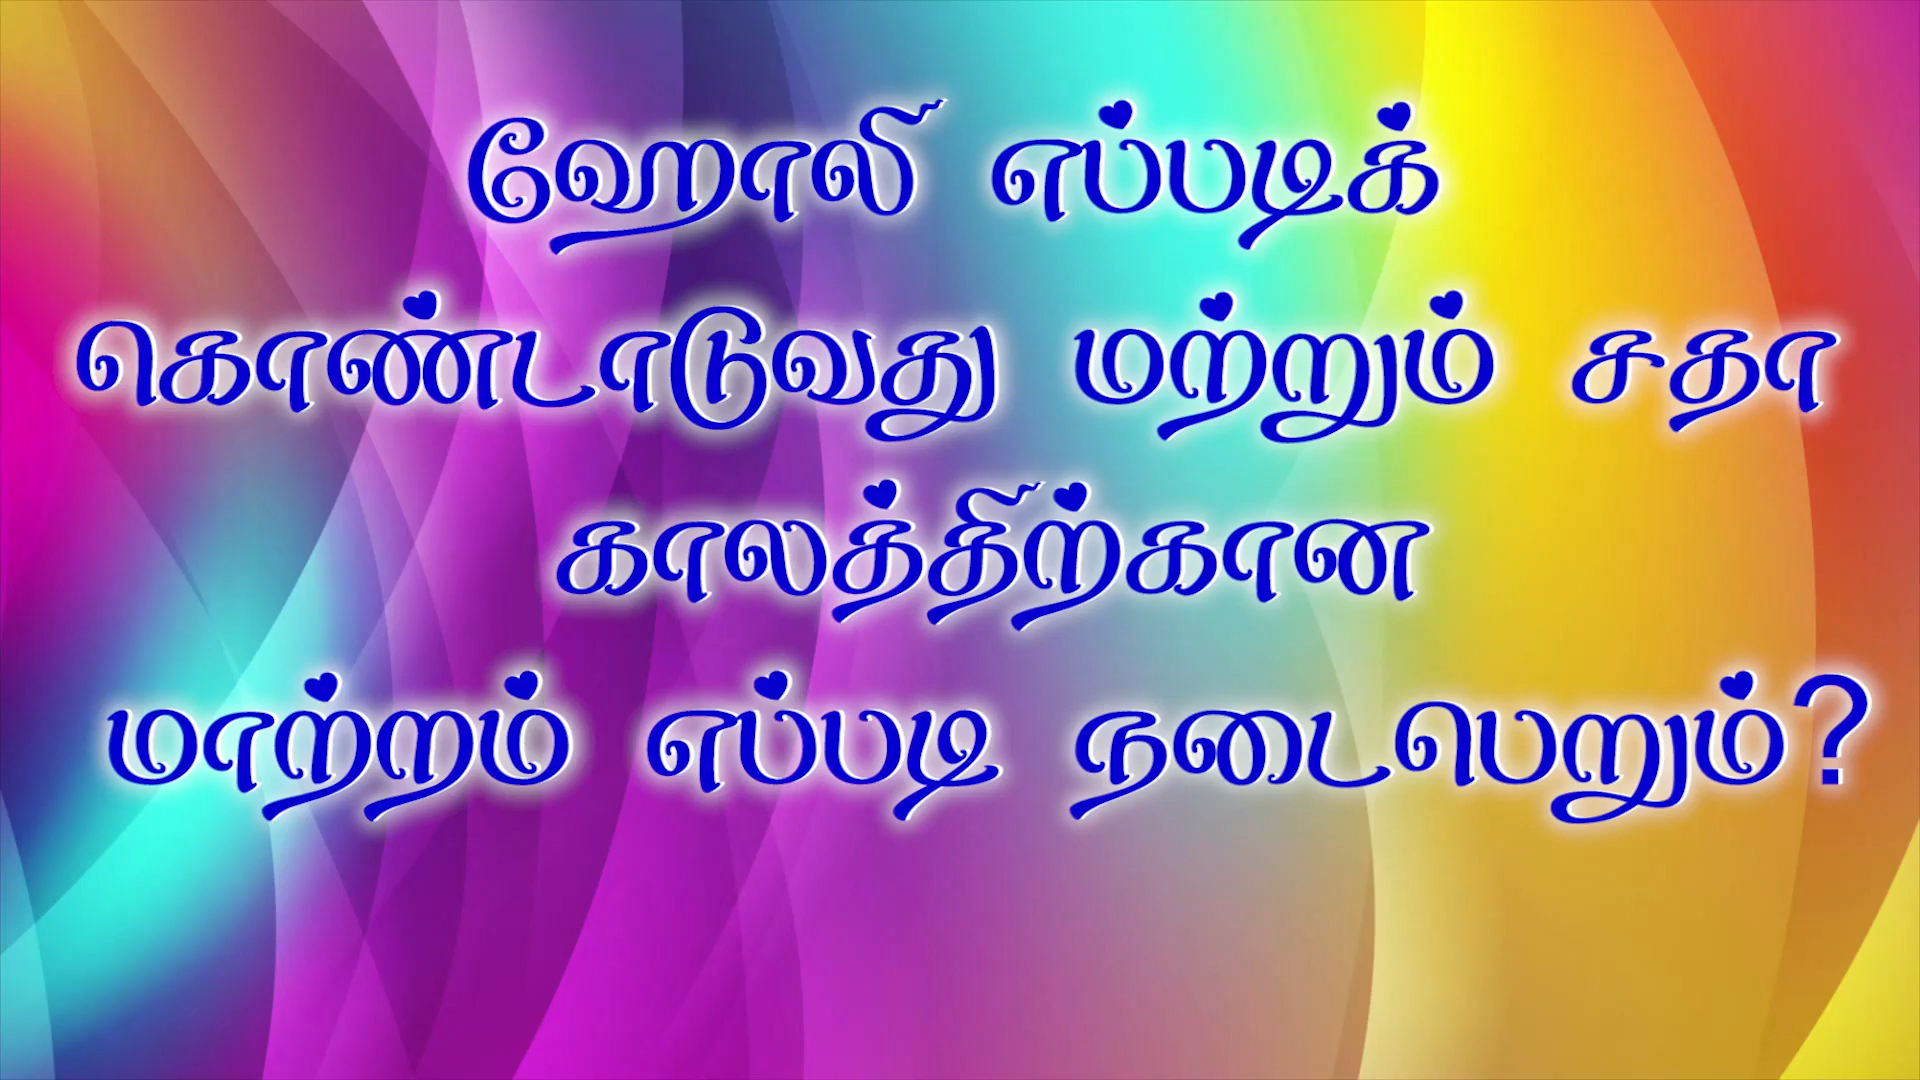 ஹோலி எப்படிக்
கொண்டாடுவது மற்றும் சதா
காலத்திற்கான
மாற்றம் எப்படி நடைபெறும்?